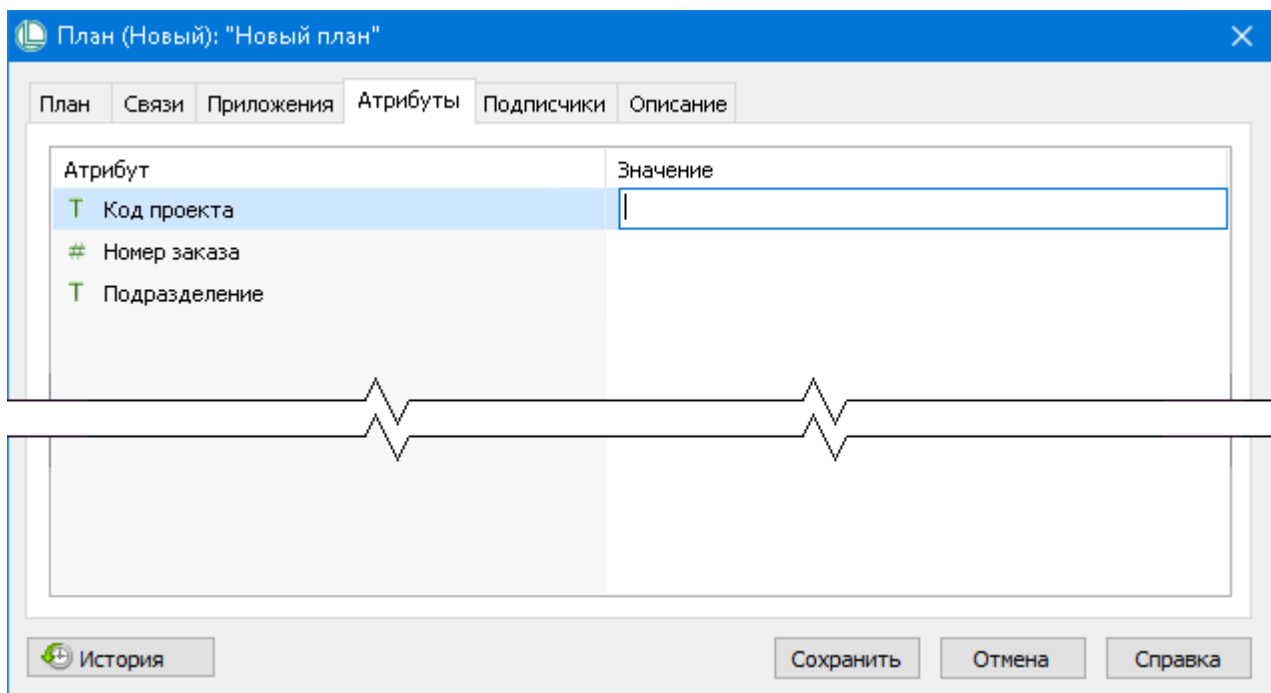 План (Новый): "Новый план"
План Связи Приложения Атрибуты Подписчики Описание
Атрибут Значение
T Код проекта
# Номер заказа
T Подразделение
История Сохранить Отмена Справка